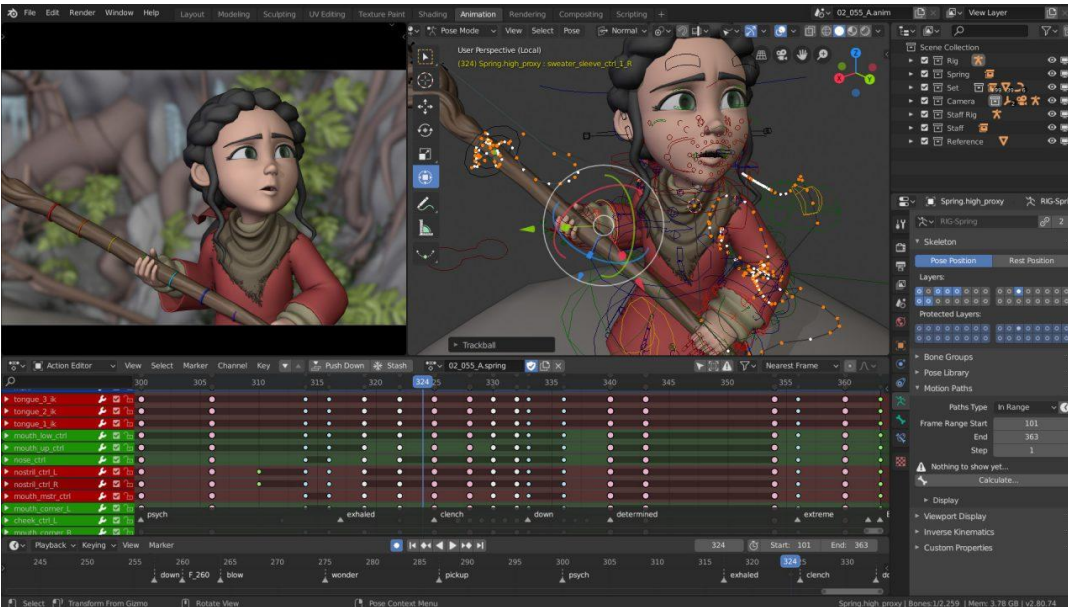 File Edit Render Window Help Layout Modeling Sculpting UV Editing Texture Paint Shading Animation Rendering Compositing Scripting + 02_055_A.anim View Layer
Pose Mode View Select Pose Normal
User Perspective (Local)
(324) Spring.high_proxy : sweater_sleeve_ctrl_1_R
Trackball
Scene Collection
Rig
Spring
Set
Camera
Staff Rig
Staff
Reference
Spring.high_proxy RIG-Spri
RIG-Spring 2
Skeleton
Pose Position Rest Position
Layers:
Protected Layers:
Bone Groups
Pose Library
Motion Paths
Paths Type In Range
Frame Range Start 101
End 363
Step 1
Nothing to show yet...
Calculate...
Display
Viewport Display
Inverse Kinematics
Custom Properties
Action Editor View Select Marker Channel Key Push Down Stash 02_055_A.spring Nearest Frame
300 305 310 315 320 324 330 335 340 345 350 355 360
tongue_3_ik
tongue_2_ik
tongue_1_ik
mouth_low_ctrl
mouth_up_ctrl
nose_ctrl
nostril_ctrl_L
nostril_ctrl_R
mouth_mstr_ctrl
mouth_corner_L
cheek_ctrl_L
mouth_corner_R
psych exhaled clench down determined extreme
Playback Keying View Marker 324 Start: 101 End: 363
245 250 255 260 265 270 275 280 285 290 295 300 305 310 315 320 324 330
down F_260 blow wonder pickup psych exhaled clench
Select Transform From Gizmo Rotate View Pose Context Menu Spring.high_proxy | Bones:1/2,259 | Mem: 3.78 GB | v2.80.74